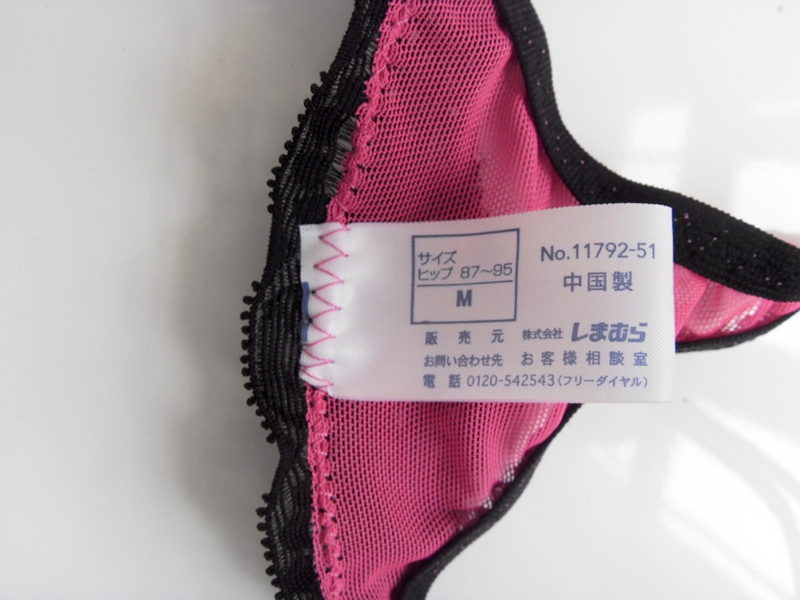 サイズ
ヒップ 87~95
M
No.11792-51
中国製
販売元 株式会社 しまむら
お問い合わせ先 お客様相談室
電話 0120-542543(フリーダイヤル)